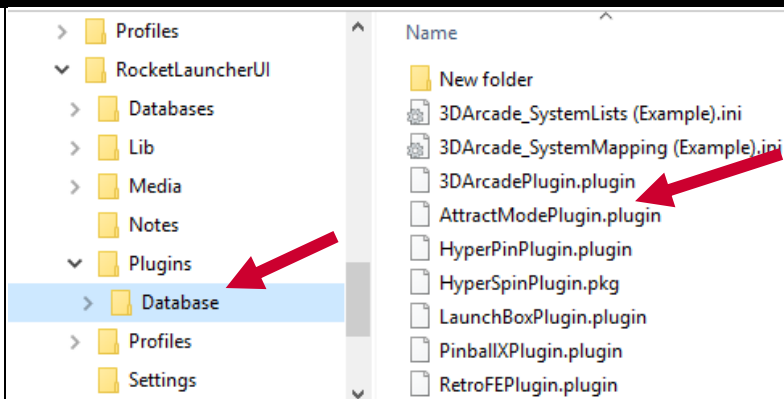 Profiles
RocketLauncherUI
Databases
Lib
Media
Notes
Plugins
Database
Profiles
Settings
Name
New folder
3DArcade_SystemLists (Example).ini
3DArcade_SystemMapping (Example).ini
3DArcadePlugin.plugin
AttractModePlugin.plugin
HyperPinPlugin.plugin
HyperSpinPlugin.pkg
LaunchBoxPlugin.plugin
PinballXPlugin.plugin
RetroFEPlugin.plugin